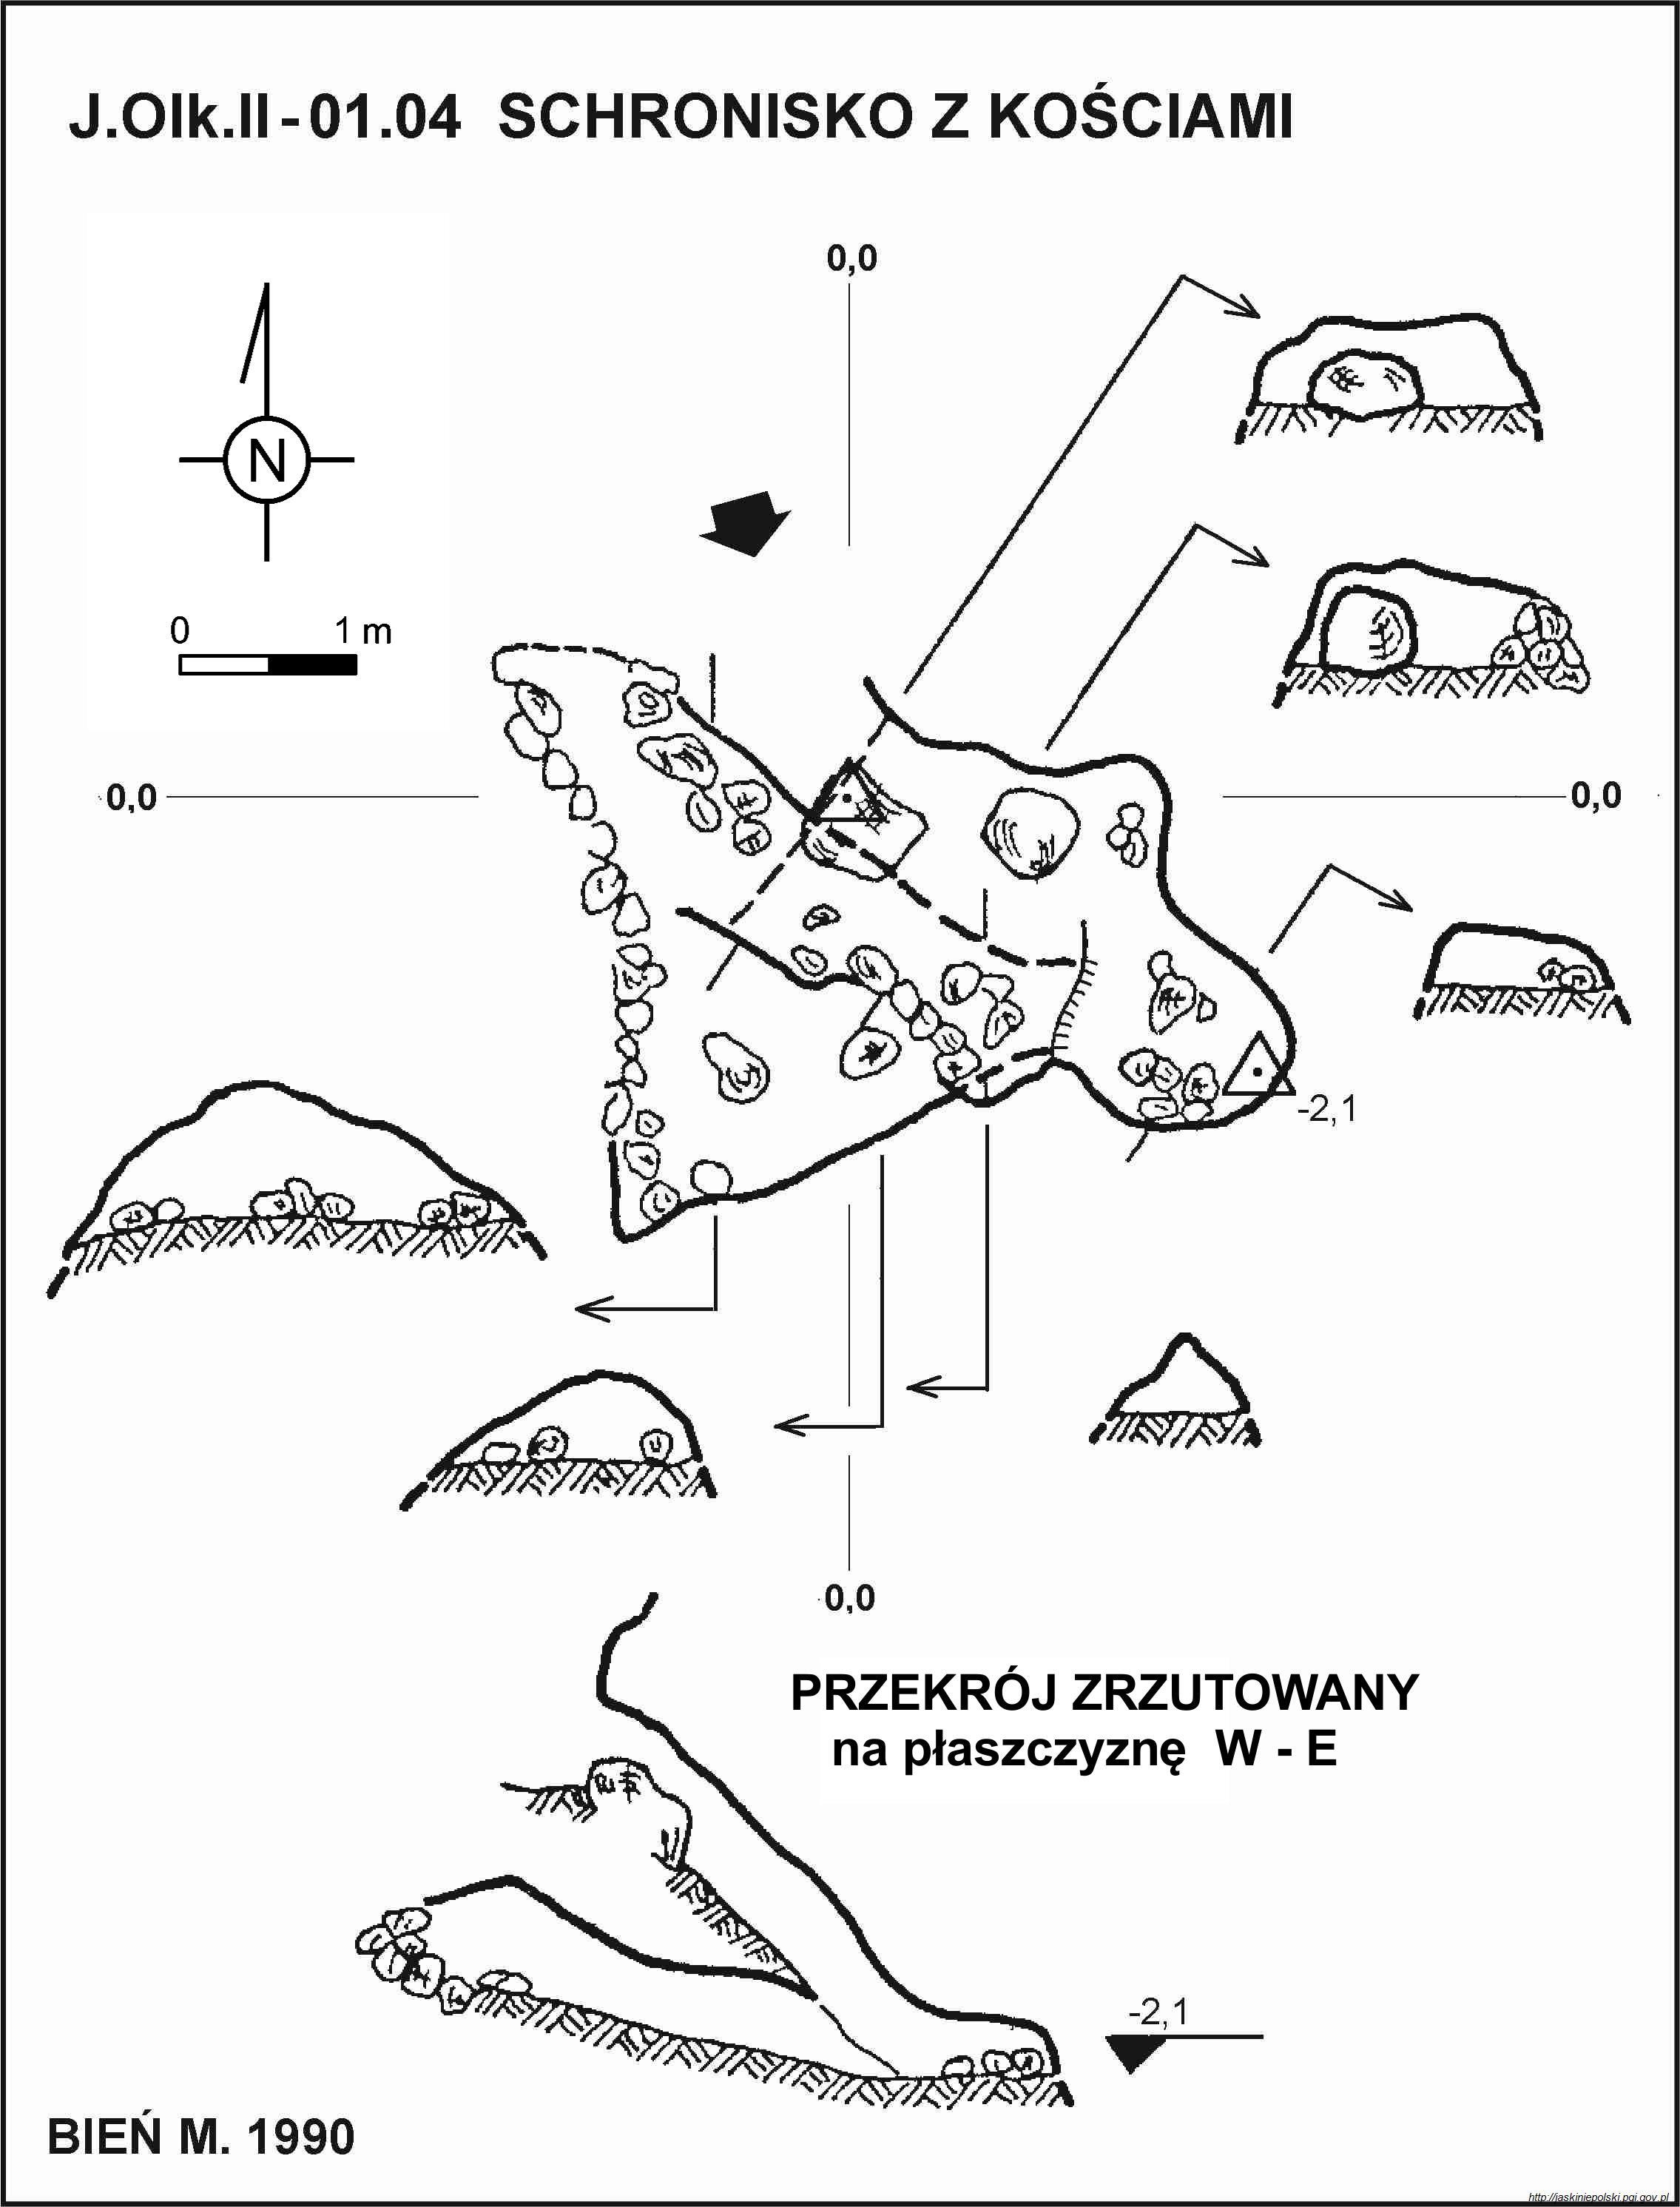 J.Olk.II - 01.04 SCHRONISKO Z KOŚCIAMI
0,0
N
0 1 m
0,0
0,0
-2,1
0,0
PRZEKRÓJ ZRZUTOWANY
na płaszczyznę W - E
-2,1
BIEŃ M. 1990
http://jaskiniepolski.pgi.gov.pl